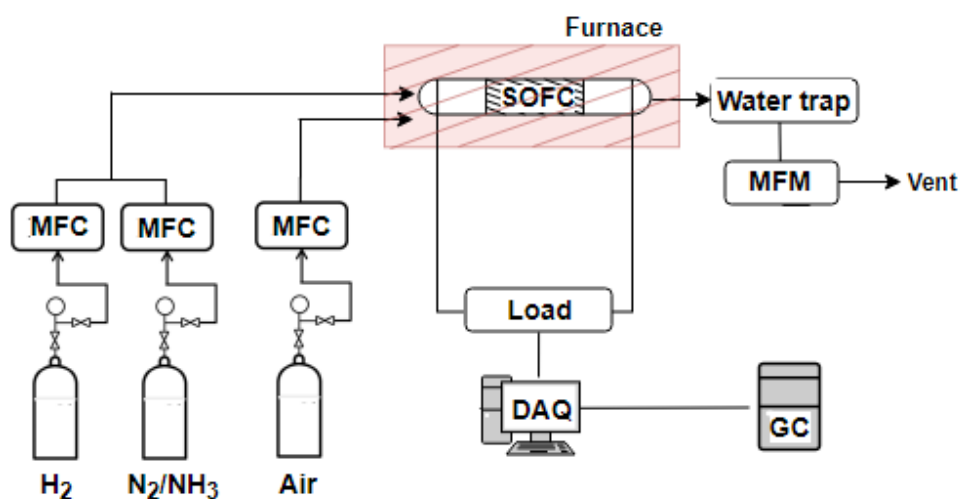 Furnace
SOFC
Water trap
MFM
Vent
MFC
MFC
MFC
Load
DAQ
GC
H₂
N₂/NH₃
Air